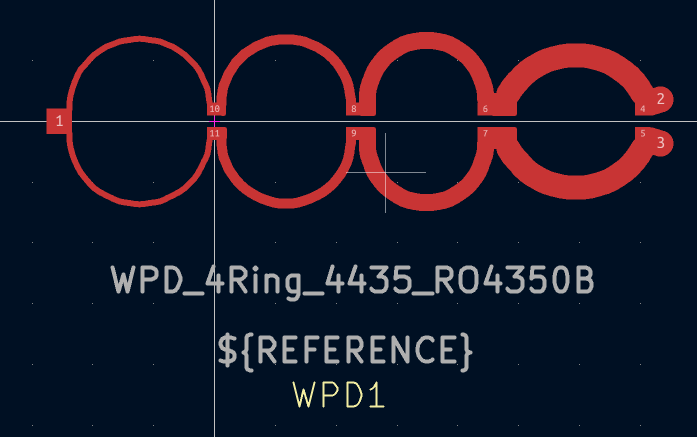 2
10 8 6 4
1
11 9 7 5
3
WPD_4Ring_4435_RO4350B
${REFERENCE}
WPD1